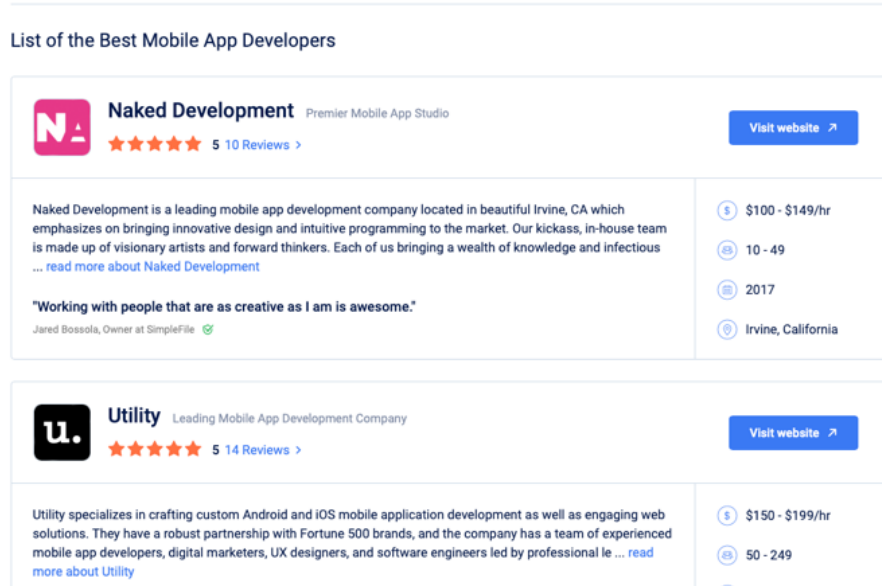 List of the Best Mobile App Developers
NA
Naked Development Premier Mobile App Studio
5 10 Reviews >
Visit website ↗
Naked Development is a leading mobile app development company located in beautiful Irvine, CA which
emphasizes on bringing innovative design and intuitive programming to the market. Our kickass, in-house team
is made up of visionary artists and forward thinkers. Each of us bringing a wealth of knowledge and infectious
... read more about Naked Development
"Working with people that are as creative as I am is awesome."
Jared Bossola, Owner at SimpleFile
$100 - $149/hr
10 - 49
2017
Irvine, California
u.
Utility Leading Mobile App Development Company
5 14 Reviews >
Visit website ↗
Utility specializes in crafting custom Android and iOS mobile application development as well as engaging web
solutions. They have a robust partnership with Fortune 500 brands, and the company has a team of experienced
mobile app developers, digital marketers, UX designers, and software engineers led by professional le ... read
more about Utility
$150 - $199/hr
50 - 249